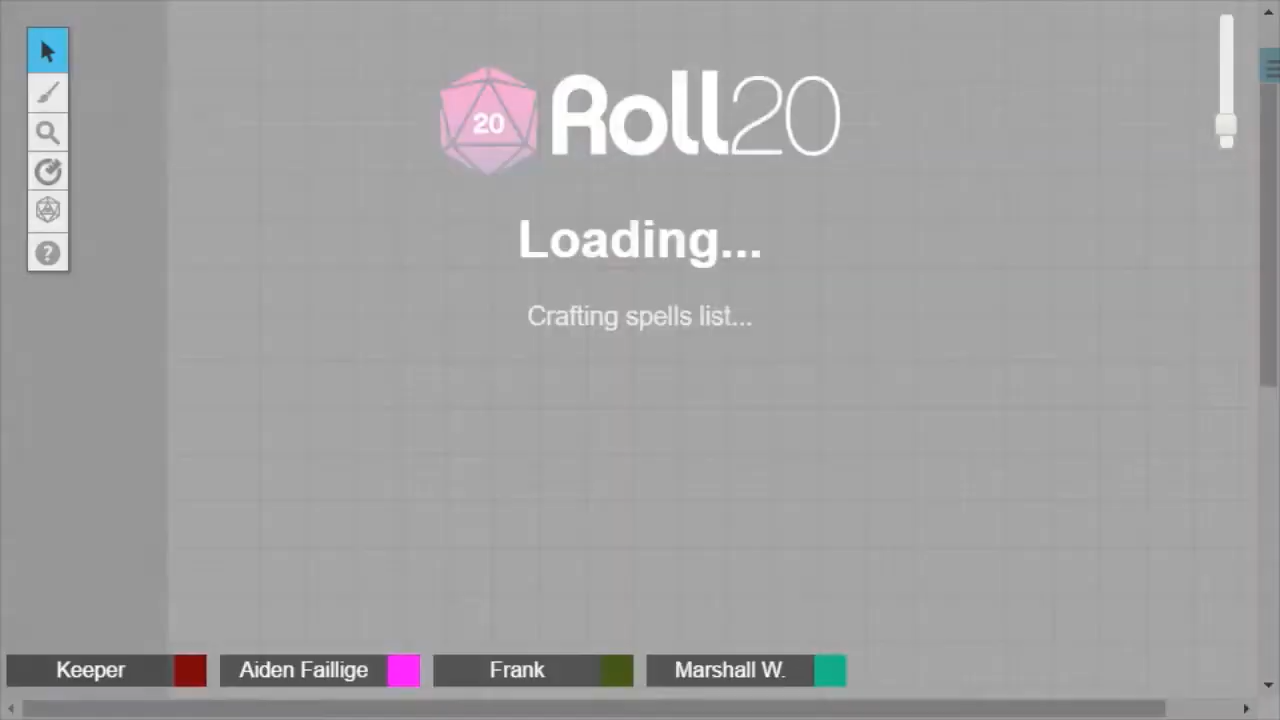 20 Roll20
Loading...
Crafting spells list...
?
Keeper Aiden Faillige Frank Marshall W.